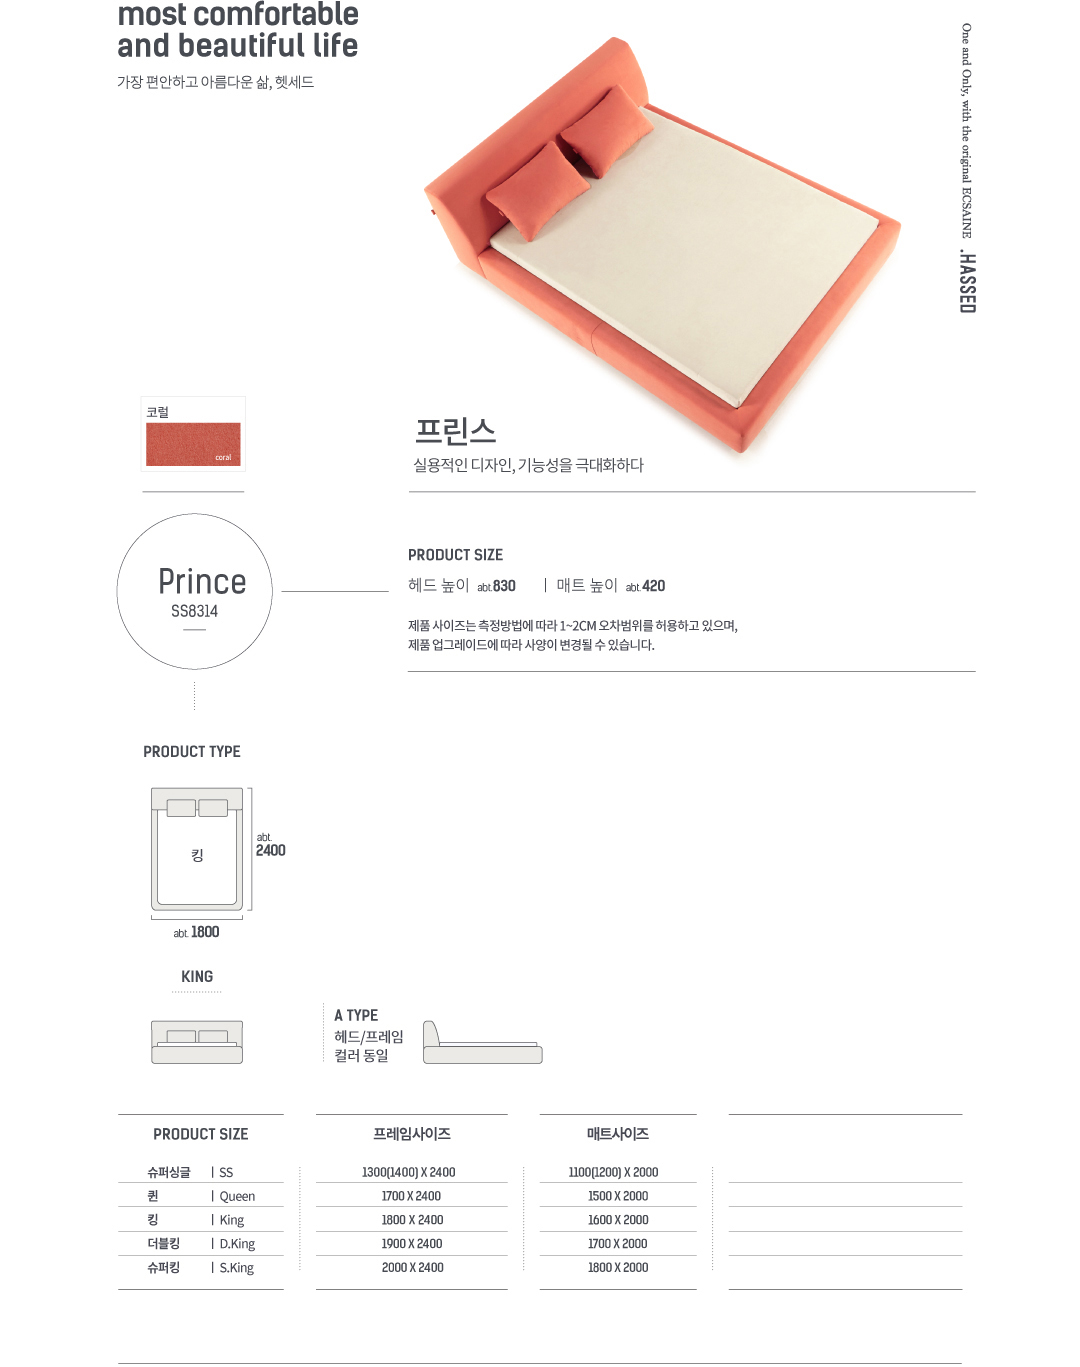 most comfortable
and beautiful life
가장 편안하고 아름다운 삶, 헷세드
One and Only, with the original ECSAINE .HASSED
코럴
coral
프린스
실용적인 디자인, 기능성을 극대화하다
Prince
SS8314
PRODUCT SIZE
헤드 높이 abt.830 | 매트 높이 abt.420
제품 사이즈는 측정방법에 따라 1~2CM 오차범위를 허용하고 있으며,
제품 업그레이드에 따라 사양이 변경될 수 있습니다.
PRODUCT TYPE
킹
abt.
2400
abt. 1800
KING
A TYPE
헤드/프레임
컬러 동일
PRODUCT SIZE 프레임사이즈 매트사이즈
슈퍼싱글 | SS 1300(1400) X 2400 1100(1200) X 2000
퀸 | Queen 1700 X 2400 1500 X 2000
킹 | King 1800 X 2400 1600 X 2000
더블킹 | D.King 1900 X 2400 1700 X 2000
슈퍼킹 | S.King 2000 X 2400 1800 X 2000